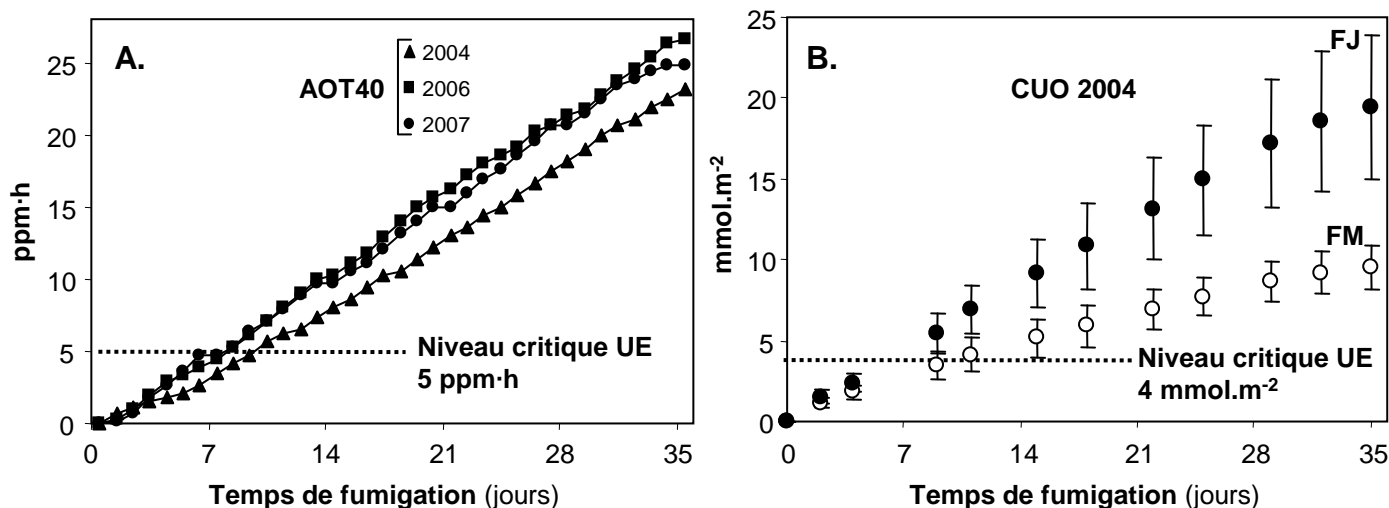 A.
AOT40
2004
2006
2007
25
20
15
10
5
0
ppm·h
Niveau critique UE
5 ppm·h
0 7 14 21 28 35
Temps de fumigation (jours)
B.
CUO 2004
FJ
FM
25
20
15
10
5
0
mmol.m-2
Niveau critique UE
4 mmol.m-2
0 7 14 21 28 35
Temps de fumigation (jours)